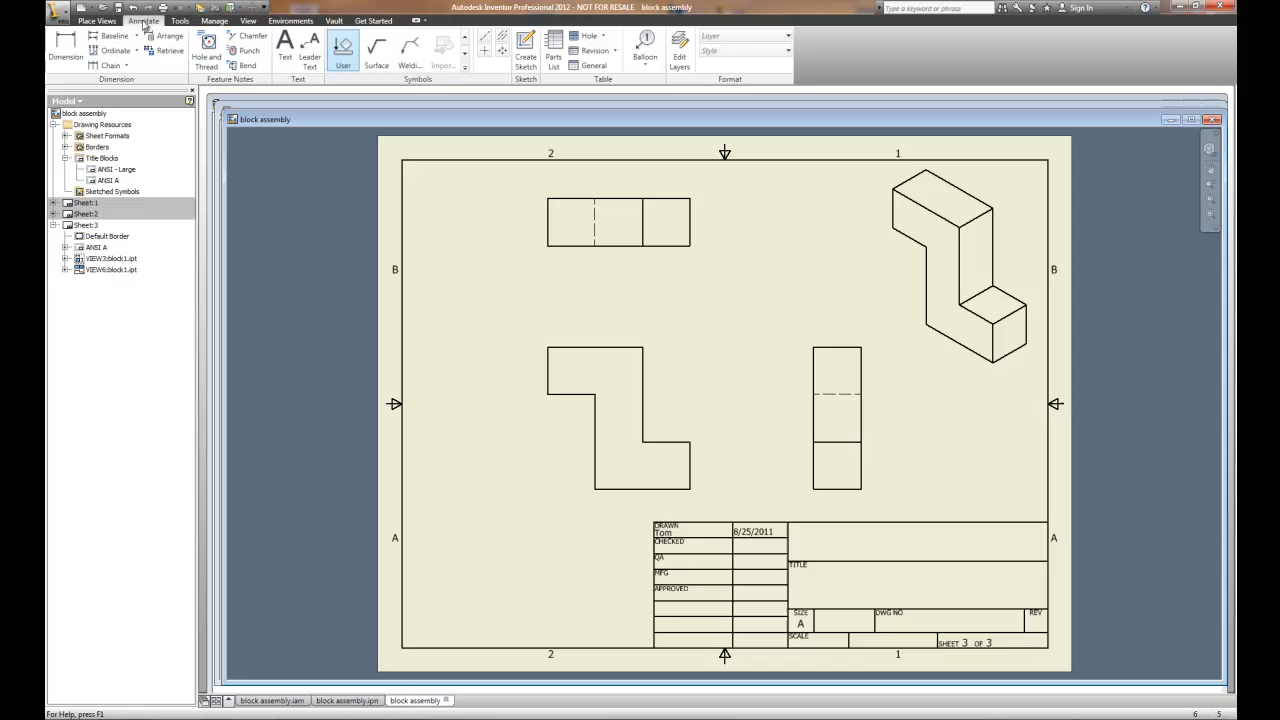 Autodesk Inventor Professional 2012 - NOT FOR RESALE block assembly
Type a keyword or phrase
Sign In
PRO
Place Views
Annotate
Tools
Manage
View
Environments
Vault
Get Started
Dimension
Baseline
Arrange
Ordinate
Retrieve
Chain
Dimension
Hole and
Thread
Chamfer
Punch
Bend
Feature Notes
Text
Leader
Text
Text
User
Surface
Weldi...
Impor...
Symbols
Create
Sketch
Sketch
Parts
List
Hole
Revision
General
Table
Balloon
Edit
Layers
Layer
Style
Format
Model
block assembly
Drawing Resources
Sheet Formats
Borders
Title Blocks
ANSI - Large
ANSI A
Sketched Symbols
Sheet:1
Sheet:2
Sheet:3
Default Border
ANSI A
VIEW3:block1.ipt
VIEW6:block1.ipt
block assembly
2
1
B
B
A
A
DRAWN
Tom
8/25/2011
CHECKED
QA
MFG
APPROVED
TITLE
SIZE
A
DWG NO
REV
SCALE
SHEET 3 OF 3
2
1
block assembly.iam
block assembly.ipn
block assembly
For Help, press F1
6
5